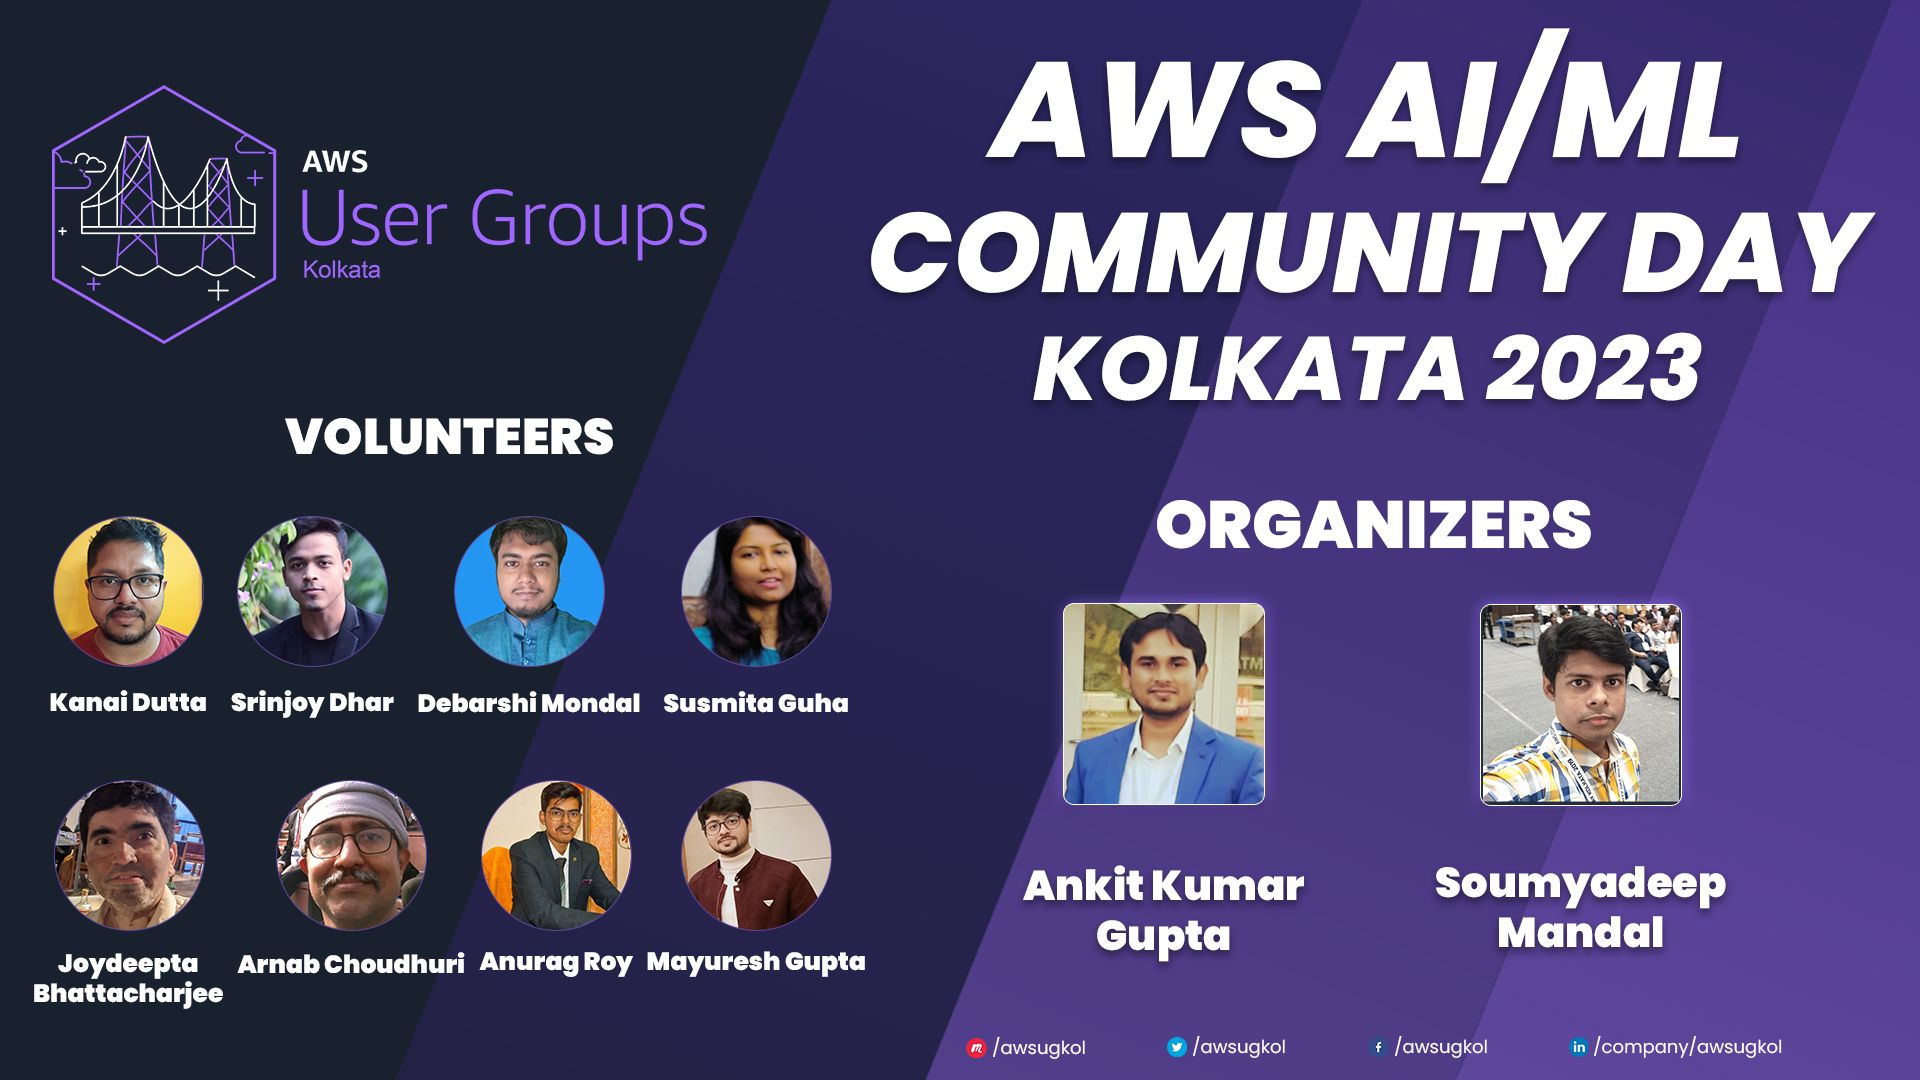 AWS
User Groups
Kolkata
AWS AI/ML
COMMUNITY DAY
KOLKATA 2023
VOLUNTEERS
Kanai Dutta
Srinjoy Dhar
Debarshi Mondal
Susmita Guha
Joydeepta
Bhattacharjee
Arnab Choudhuri
Anurag Roy
Mayuresh Gupta
ORGANIZERS
Ankit Kumar
Gupta
Soumyadeep
Mandal
/awsugkol
/awsugkol
/awsugkol
/company/awsugkol